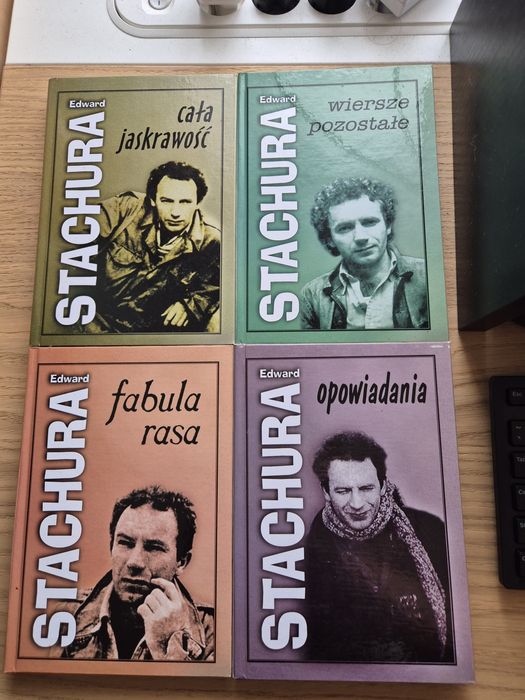 Edward
STACHURA
cała
jaskrawość
Edward
STACHURA
wiersze
pozostałe
Edward
STACHURA
fabula
rasa
Edward
STACHURA
opowiadania